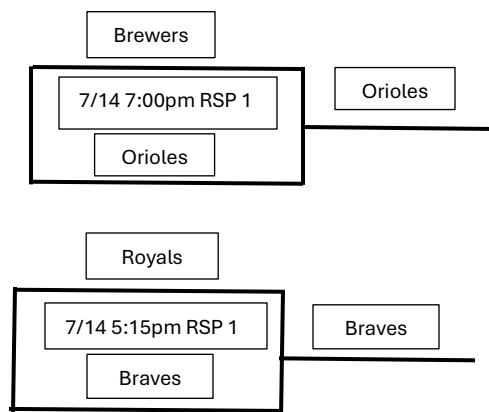 Brewers
7/14 7:00pm RSP 1
Orioles
Orioles
Royals
7/14 5:15pm RSP 1
Braves
Braves